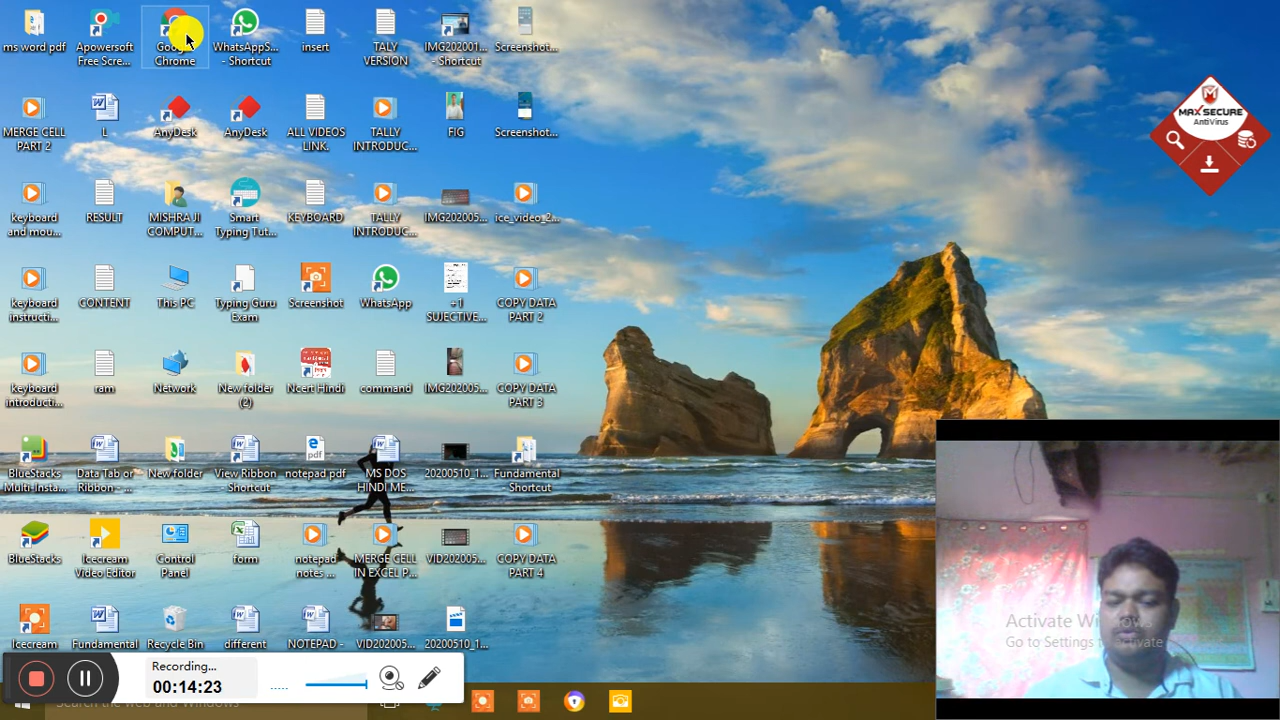 ms word pdf
Apowersoft
Free Scre...
Google
Chrome
WhatsAppS...
- Shortcut
insert
TALY
VERSION
IMG202001...
- Shortcut
Screenshot...
MERGE CELL
PART 2
L
AnyDesk
AnyDesk
ALL VIDEOS
LINK.
TALLY
INTRODUC...
FIG
Screenshot...
MAX SECURE
AntiVirus
keyboard
and mou...
RESULT
MISHRA JI
COMPUT...
Smart
Typing Tut...
KEYBOARD
TALLY
INTRODUC...
IMG202005...
ice_video_2...
keyboard
instructi...
CONTENT
This PC
Typing Guru
Exam
Screenshot
WhatsApp
+1
SUJECTIVE...
COPY DATA
PART 2
keyboard
introducti...
ram
Network
New folder
(2)
Ncert Hindi
command
IMG202005...
COPY DATA
PART 3
BlueStacks
Multi-Insta...
Data Tab or
Ribbon - ...
New folder
View Ribbon
Shortcut
pdf
notepad.pdf
MS DOS
HINDI ME...
20200510_1...
Fundamental
Shortcut
BlueStacks
Icecream
Video Editor
Control
Panel
form
notepad
notes ...
MERGE CELL
IN EXCEL P...
VID202005...
COPY DATA
PART 4
Icecream
Fundamental
Recycle Bin
different
NOTEPAD -
VID202005...
20200510_1...
Activate Windows
Go to Settings to activate
Recording...
00:14:23
Search the web and Windows